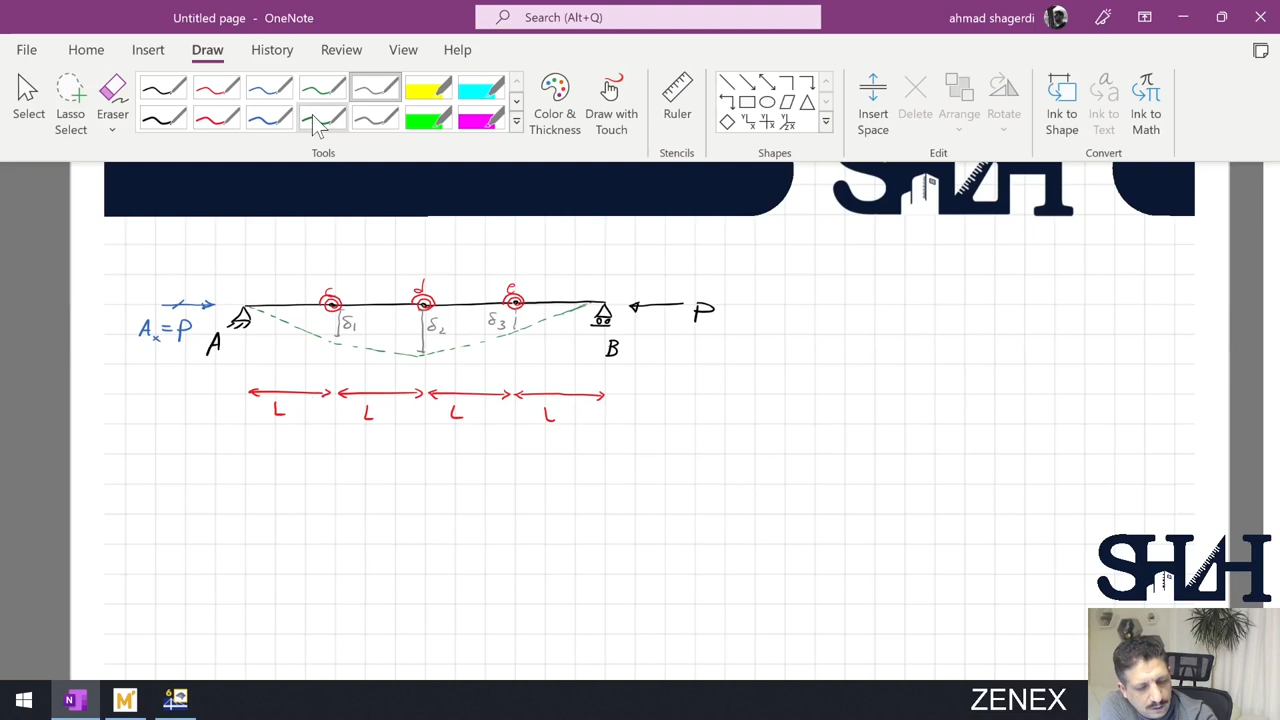 Untitled page - OneNote
Search (Alt+Q)
ahmad shagerdi
File Home Insert Draw History Review View Help
Select
Lasso Select
Eraser
Color & Thickness
Draw with Touch
Ruler
Insert Space
Delete
Arrange
Rotate
Ink to Shape
Ink to Text
Ink to Math
Tools
Stencils
Shapes
Edit
Convert
SHZH
c d e
P
δ1 δ2 δ3
Ax = P
A
B
L L L L
SHZH
ZENEX